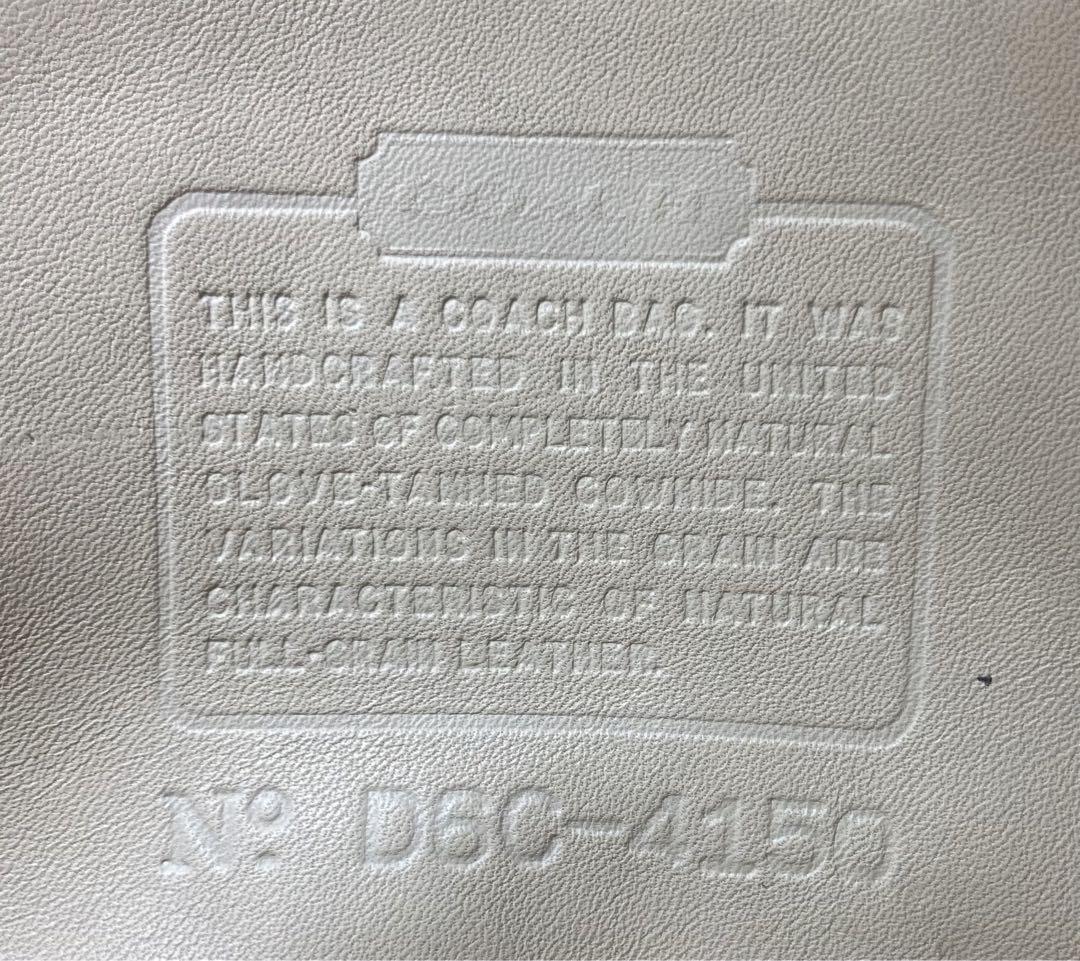 COACH
THIS IS A COACH BAG. IT WAS
HANDCRAFTED IN THE UNITED
STATES OF COMPLETELY NATURAL
GLOVE-TANNED COWHIDE. THE
VARIATIONS IN THE GRAIN ARE
CHARACTERISTIC OF NATURAL
FULL-GRAIN LEATHER.
Nº D6C-4150